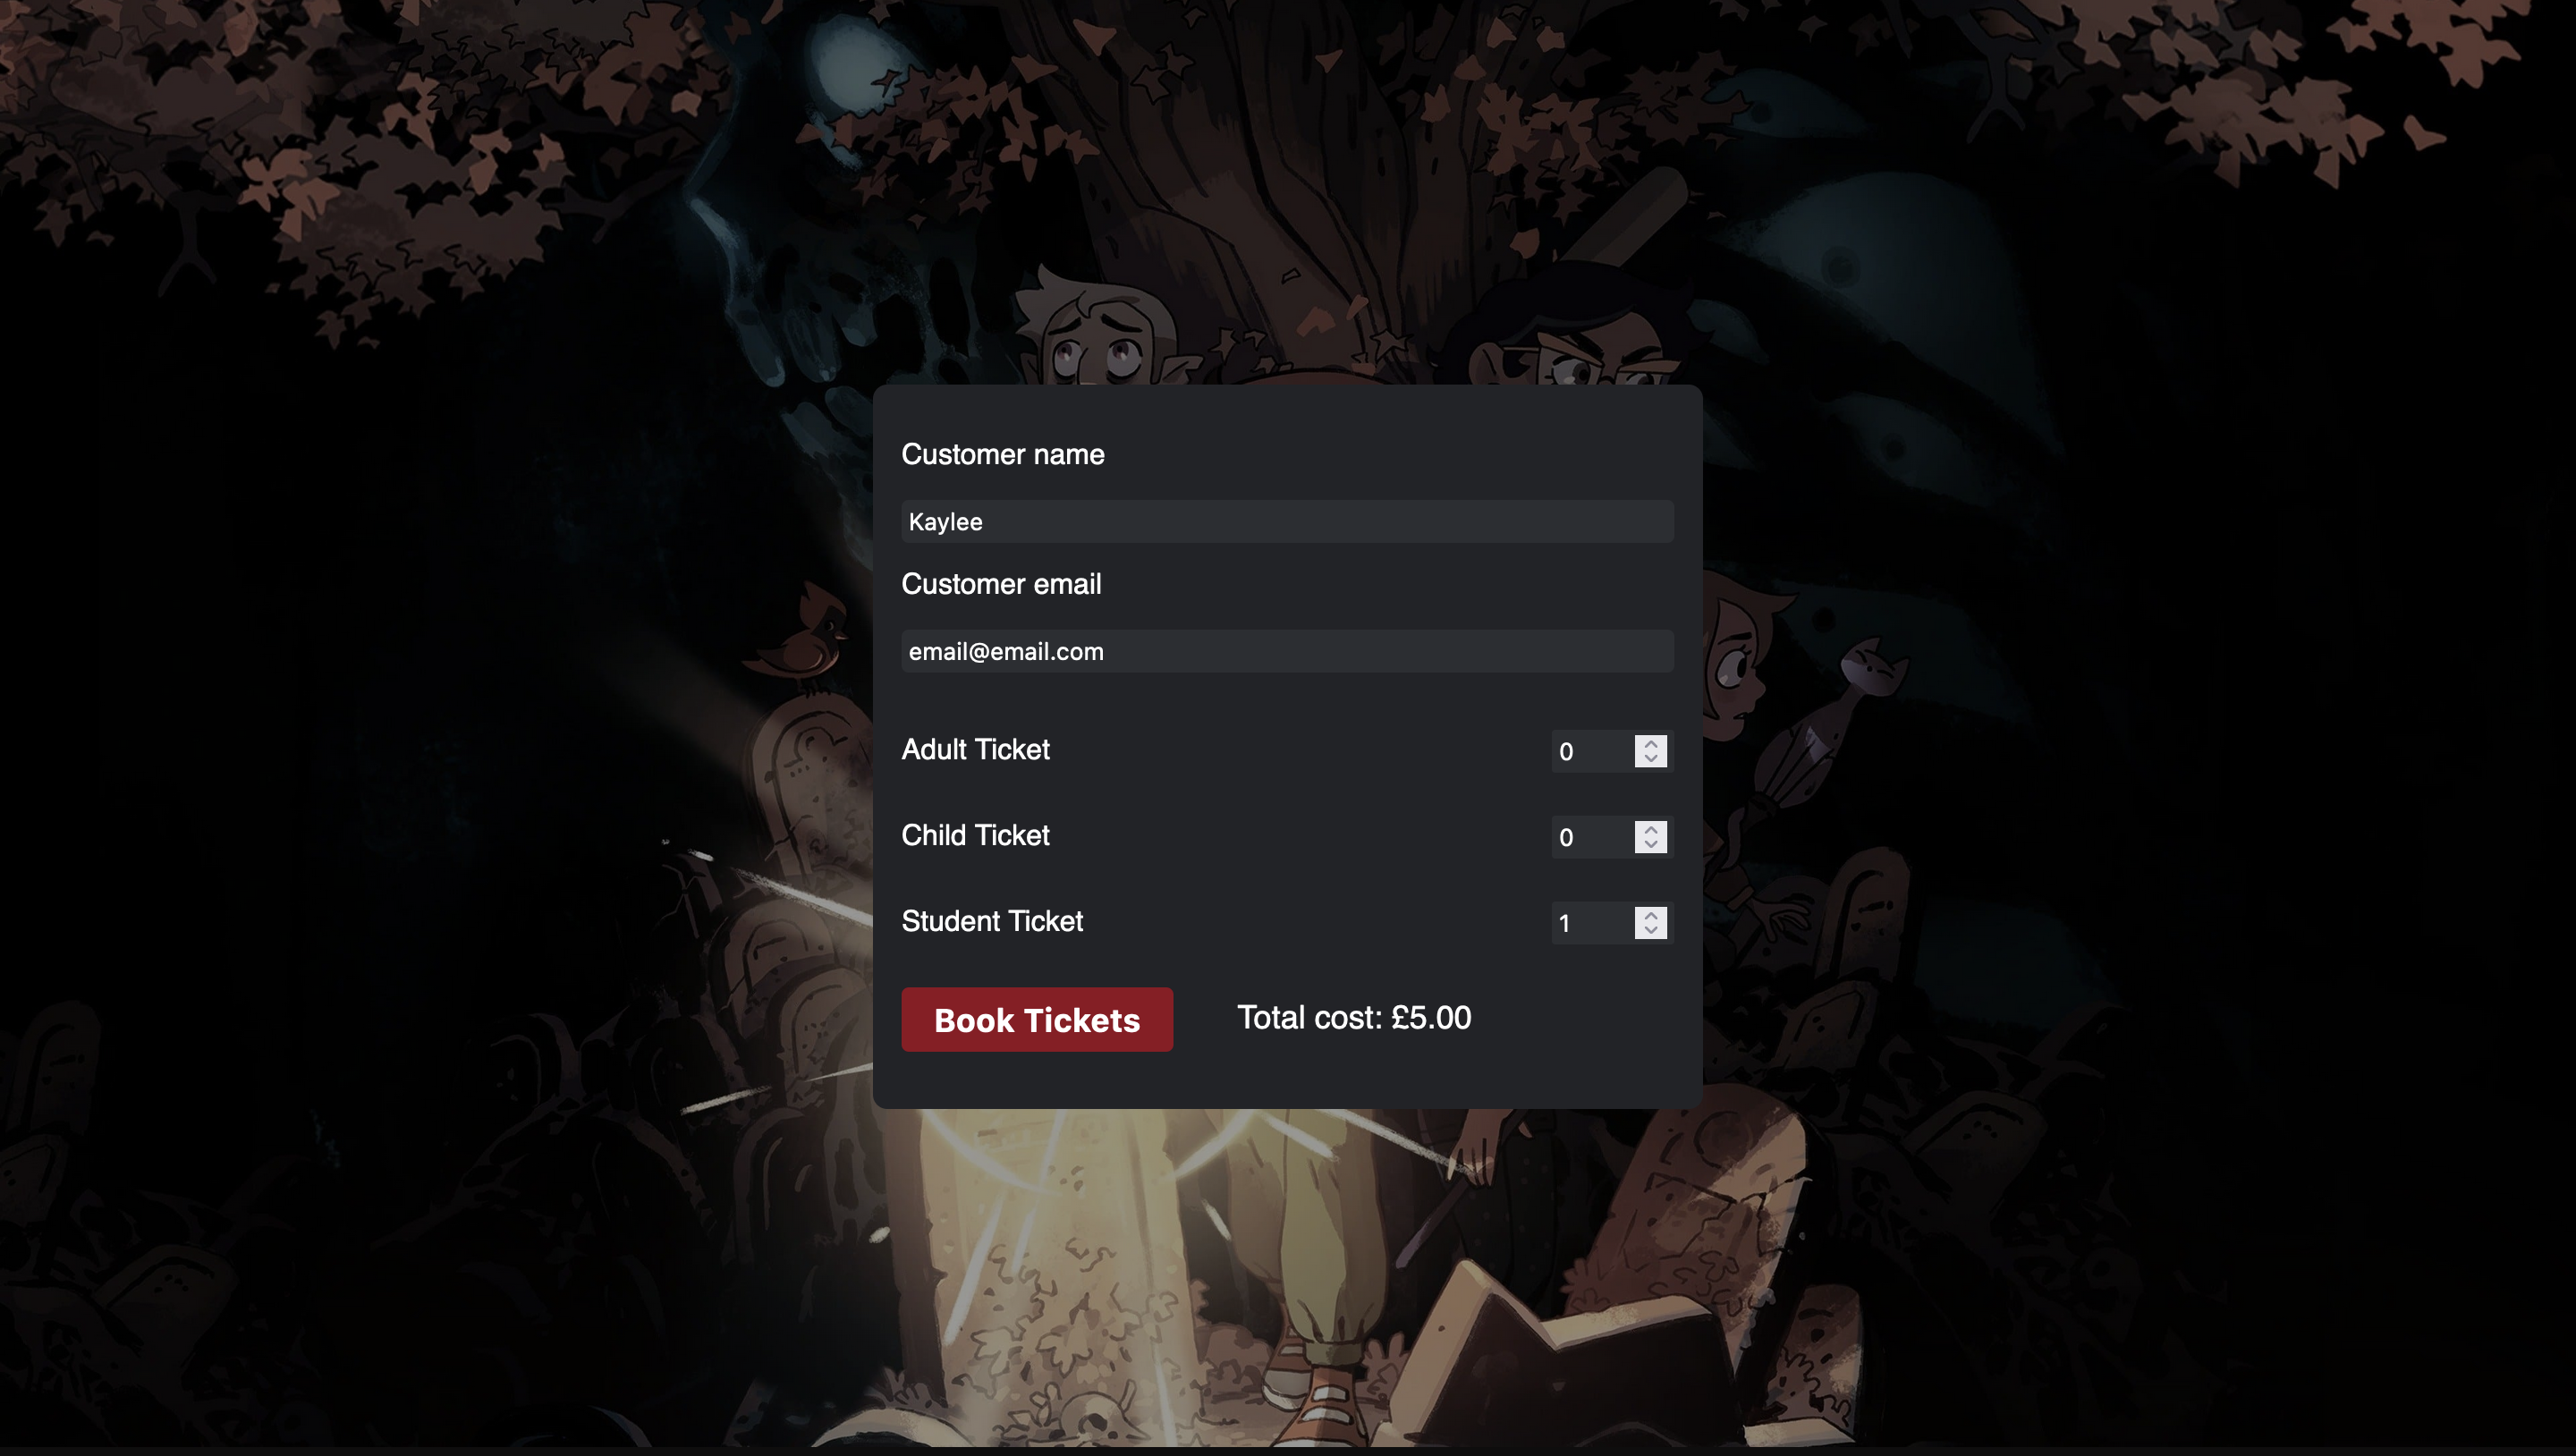 Customer name
Kaylee
Customer email
email@email.com
Adult Ticket 0
Child Ticket 0
Student Ticket 1
Book Tickets Total cost: £5.00